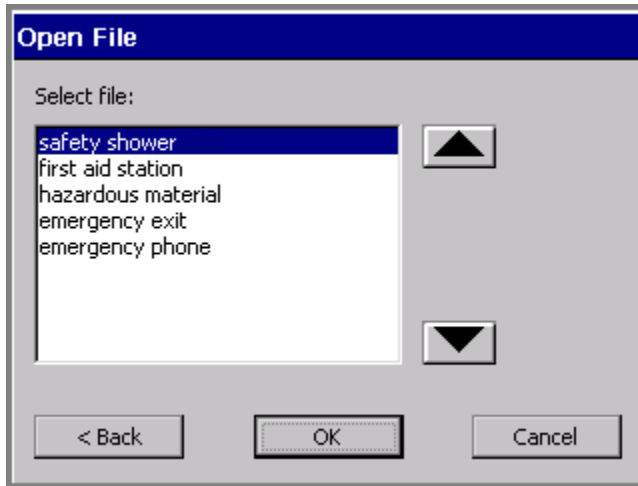 Open File
Select file:
safety shower
first aid station
hazardous material
emergency exit
emergency phone
< Back
OK
Cancel